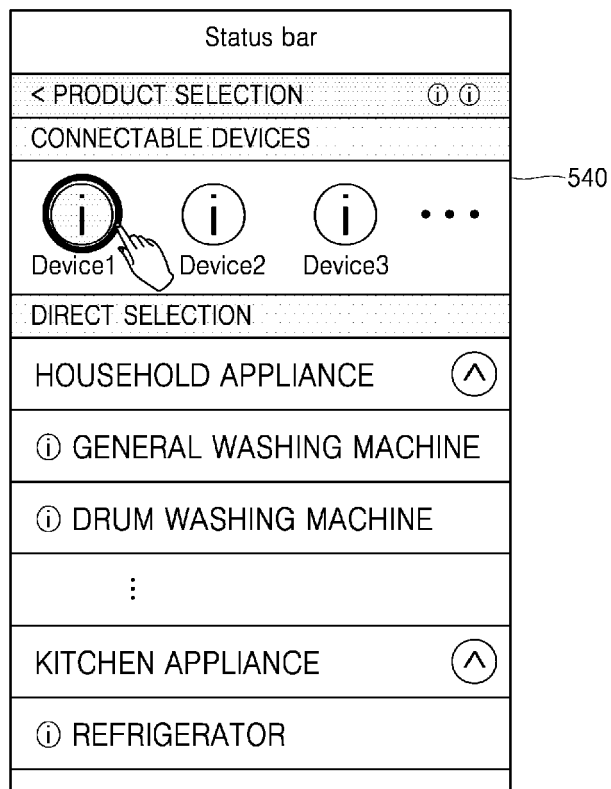 Status bar
< PRODUCT SELECTION ⓘ ⓘ
CONNECTABLE DEVICES
540
i i i • • •
Device1 Device2 Device3
DIRECT SELECTION
HOUSEHOLD APPLIANCE
ⓘ GENERAL WASHING MACHINE
ⓘ DRUM WASHING MACHINE
⋮
KITCHEN APPLIANCE
ⓘ REFRIGERATOR